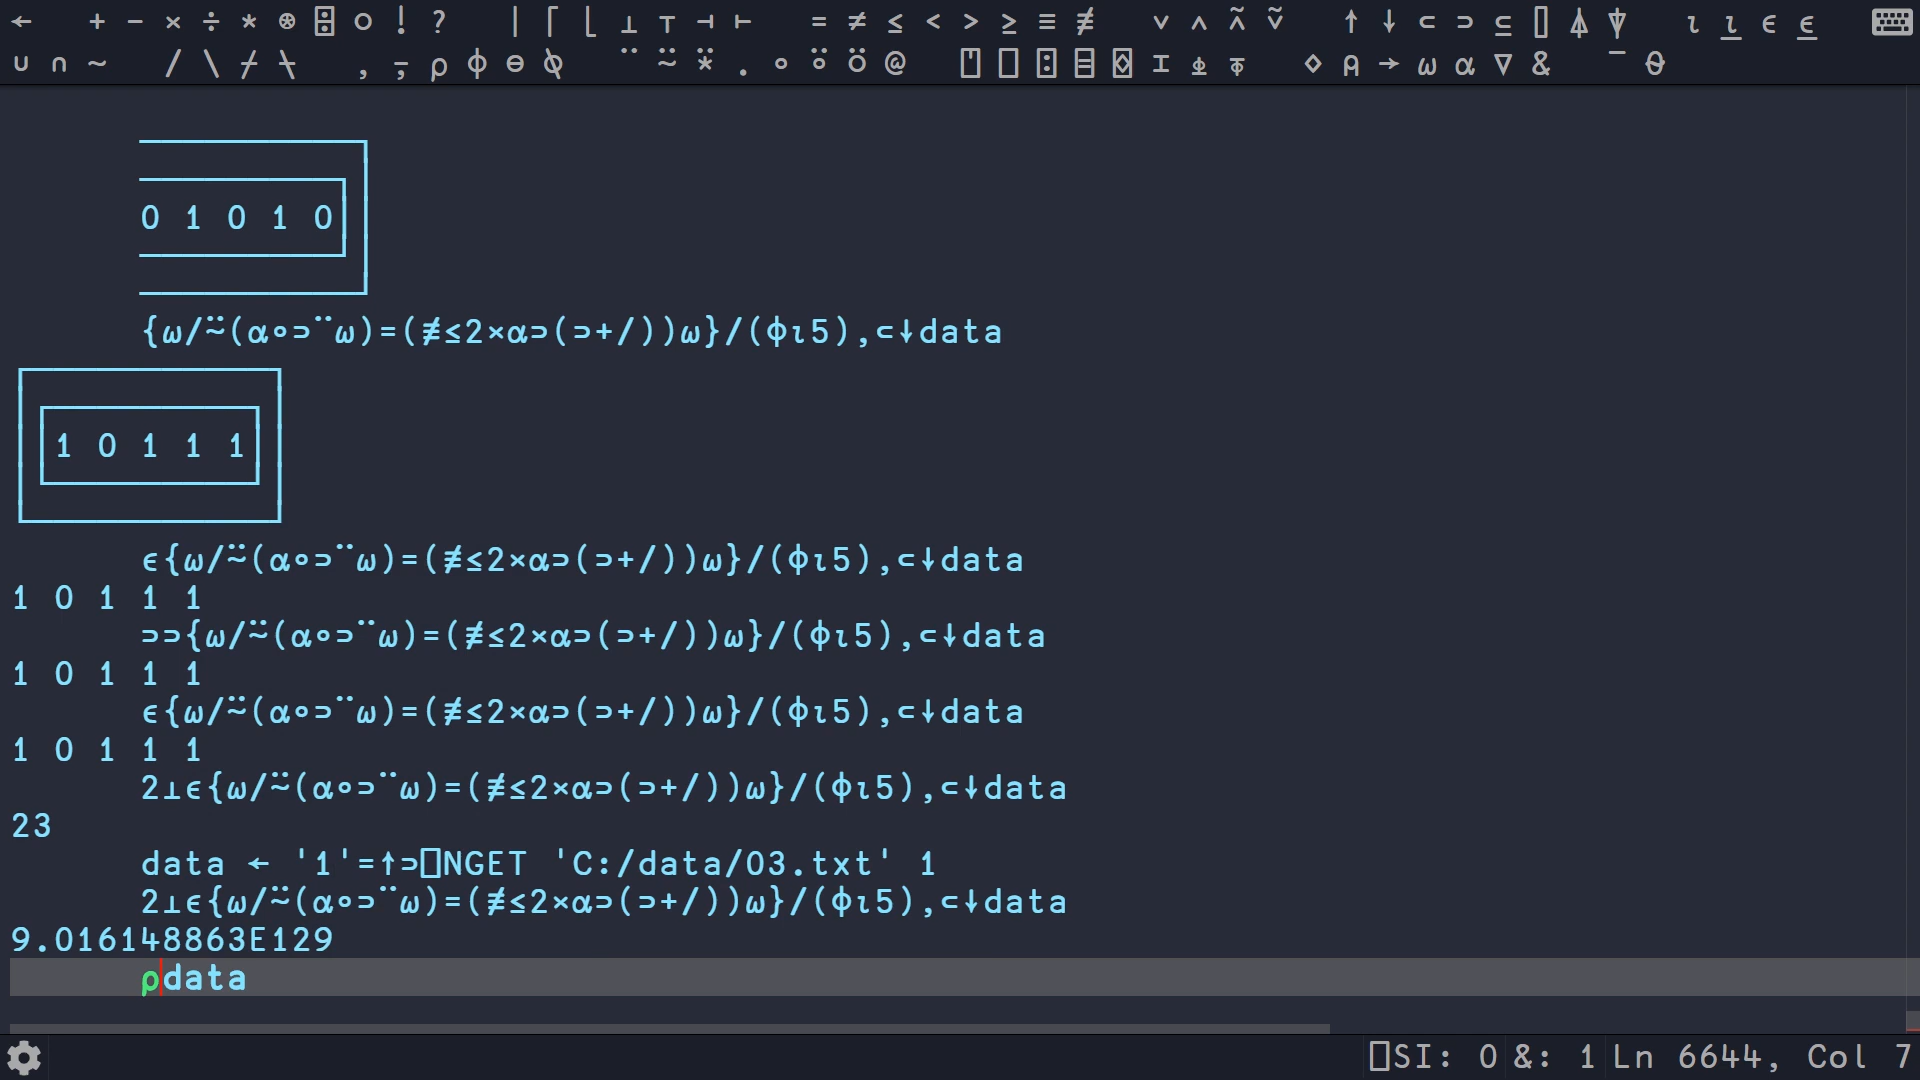 ← + - × ÷ * ⍟ ⌹ ○ ! ? | ⌈ ⌊ ⊥ ⊤ ⊣ ⊢ = ≠ ≤ < > ≥ ≡ ≢ ∨ ∧ ⍲ ⍱ ↑ ↓ ⊂ ⊃ ⊆ ⌷ ⍋ ⍒ ⍳ ⍸ ∊ ⍷
∪ ∩ ~ / \ ⌿ ⍀ , ⍪ ⍴ ⌽ ⊖ ⍉ ¨ ⍨ ⍣ . ∘ ⍤ ⍥ @ ⍞ ⎕ ⍠ ⌸ ⌺ ⌶ ⍎ ⍕ ⋄ ⍝ → ⍵ ⍺ ∇ & ¯ ⍬
0 1 0 1 0
{⍵/⍨(⍺∘⊃¨⍵)=(≢≤2×⍺⊃(⊃+/))⍵}/(⌽⍳5),⊂↓data
1 0 1 1 1
∊{⍵/⍨(⍺∘⊃¨⍵)=(≢≤2×⍺⊃(⊃+/))⍵}/(⌽⍳5),⊂↓data
1 0 1 1 1
⊃⊃{⍵/⍨(⍺∘⊃¨⍵)=(≢≤2×⍺⊃(⊃+/))⍵}/(⌽⍳5),⊂↓data
1 0 1 1 1
∊{⍵/⍨(⍺∘⊃¨⍵)=(≢≤2×⍺⊃(⊃+/))⍵}/(⌽⍳5),⊂↓data
1 0 1 1 1
2⊥∊{⍵/⍨(⍺∘⊃¨⍵)=(≢≤2×⍺⊃(⊃+/))⍵}/(⌽⍳5),⊂↓data
23
data ← '1'=↑⊃⎕NGET 'C:/data/03.txt' 1
2⊥∊{⍵/⍨(⍺∘⊃¨⍵)=(≢≤2×⍺⊃(⊃+/))⍵}/(⌽⍳5),⊂↓data
9.016148863E129
⍴data
⎕SI: 0 &: 1 Ln 6644, Col 7